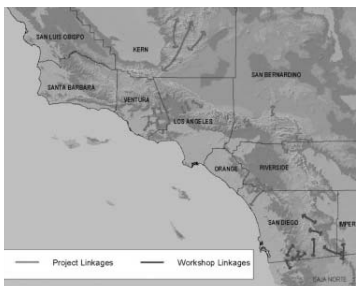 SAN LUIS OBISPO
KERN
SAN BERNARDINO
SANTA BARBARA
VENTURA
LOS ANGELES
ORANGE
RIVERSIDE
SAN DIEGO
IMPER
BAJA NORTE
Project Linkages
Workshop Linkages